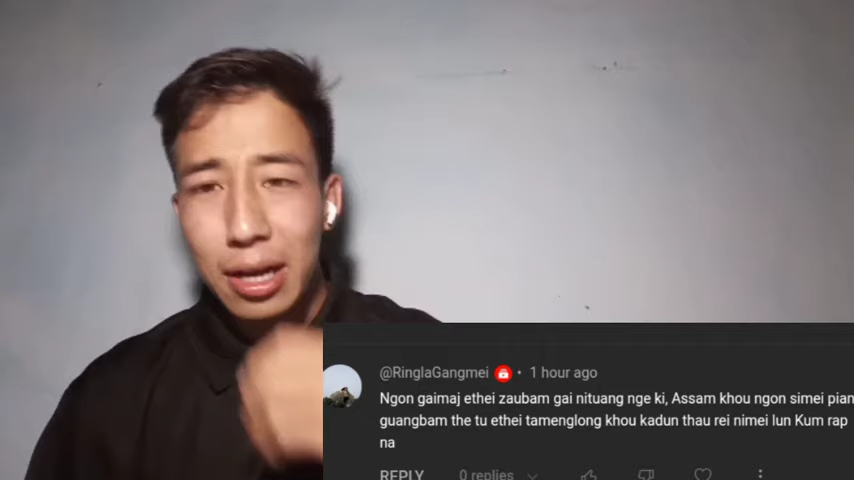 @RinglaGangmei • 1 hour ago
Ngon gaimaj ethei zaubam gai nituang nge ki, Assam khou ngon simei pian
guangbam the tu ethei tamenglong khou kadun thau rei nimei lun Kum rap
na
REPLY 0 replies